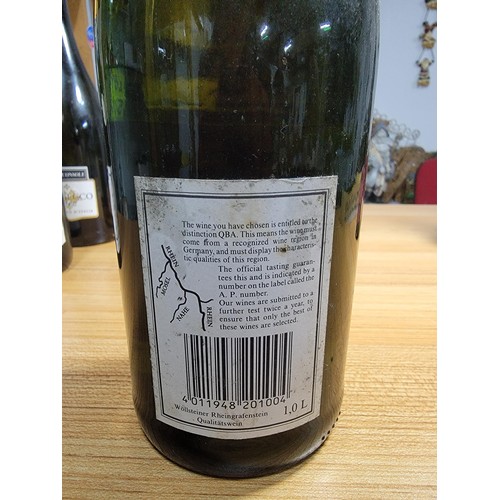 CONSOLE
CO
The wine you have chosen is entitled to the
distinction QBA. This means the wine must
come from a recognized wine region in
Germany, and must display the characteris-
tic qualities of this region.
The official tasting guaran-
tees this and is indicated by a
number on the label called the
A. P. number.
Our wines are submitted to a
further test twice a year, to
ensure that only the best of
these wines are selected.
RHEIN
MOSEL
NAHE
RHEIN
4 011948 201004
1,0 L
Wöllsteiner Rheingrafenstein
Qualitätswein